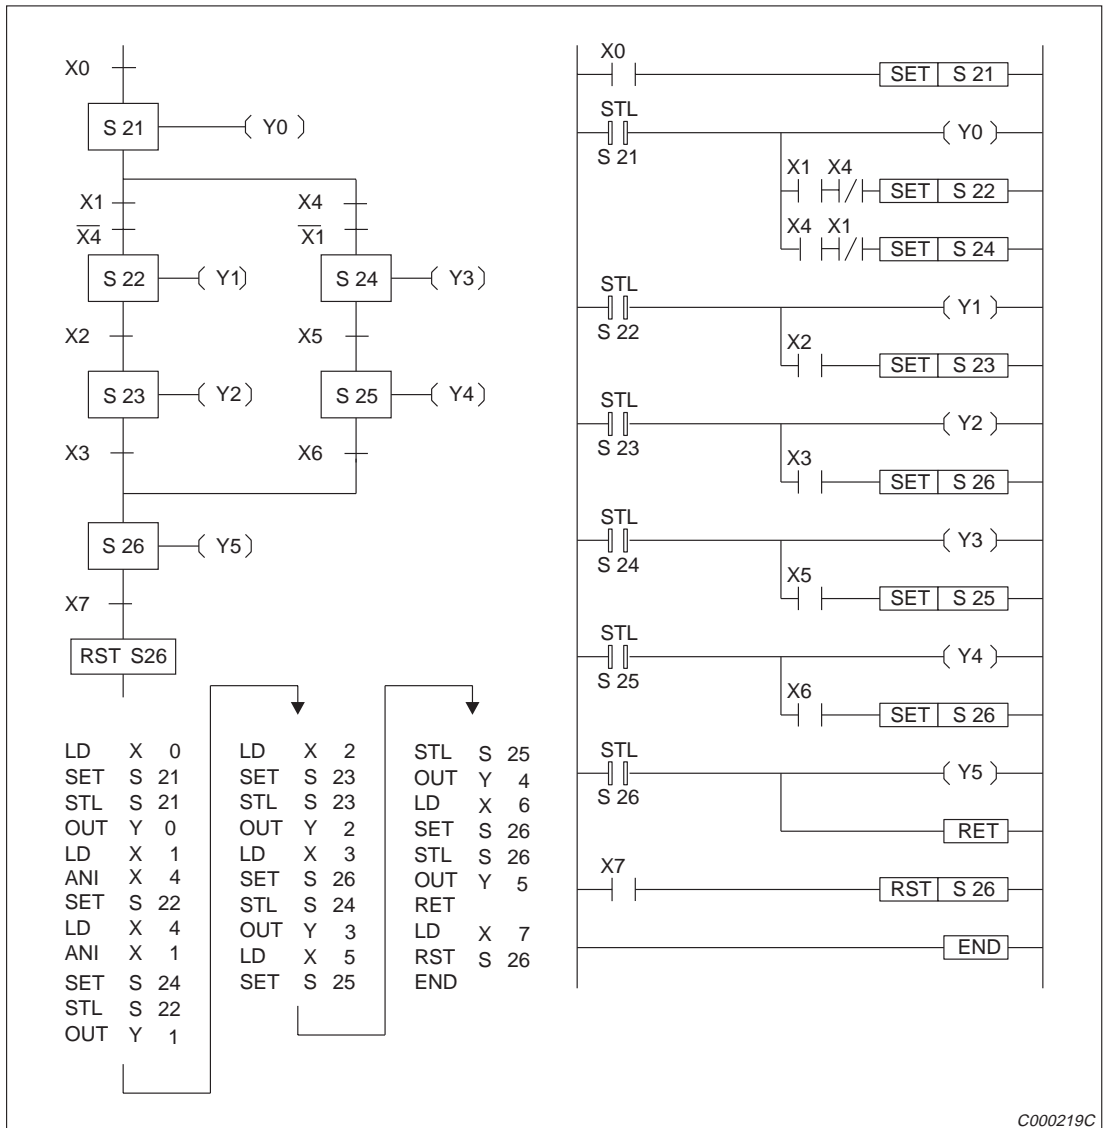 X0
S 21
Y0
X1
X4
X4
X1
S 22
Y1
S 24
Y3
X2
X5
S 23
Y2
S 25
Y4
X3
X6
S 26
Y5
X7
RST S26
LD X 0
SET S 21
STL S 21
OUT Y 0
LD X 1
ANI X 4
SET S 22
LD X 4
ANI X 1
SET S 24
STL S 22
OUT Y 1
LD X 2
SET S 23
STL S 23
OUT Y 2
LD X 3
SET S 26
STL S 24
OUT Y 3
LD X 5
SET S 25
STL S 25
OUT Y 4
LD X 6
SET S 26
STL S 26
OUT Y 5
RET
LD X 7
RST S 26
END
X0
SET S 21
STL
S 21
Y0
X1 X4
SET S 22
X4 X1
SET S 24
STL
S 22
Y1
X2
SET S 23
STL
S 23
Y2
X3
SET S 26
STL
S 24
Y3
X5
SET S 25
STL
S 25
Y4
X6
SET S 26
STL
S 26
Y5
RET
X7
RST S 26
END
C000219C